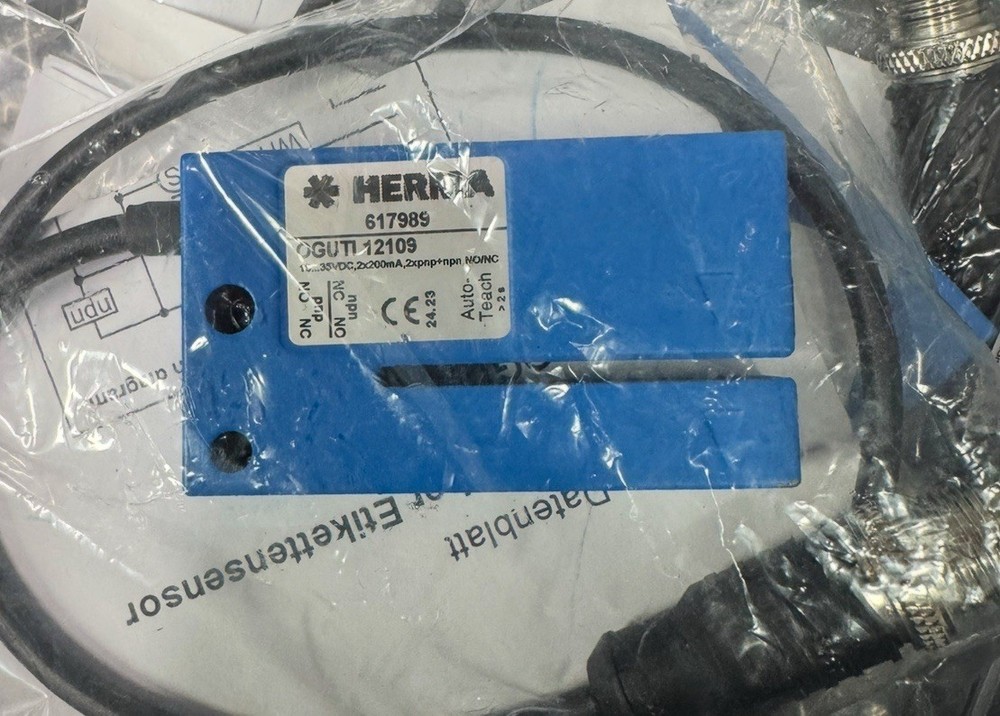 HERMA
617989
OGUTI 12109
10...35VDC,2x200mA,2xpnp+npn NO/NC
NO NC
pnp
npn
NC NO
CE
24.23
Auto-
Teach
>2s
npn
Datenblatt
Etikettensensor